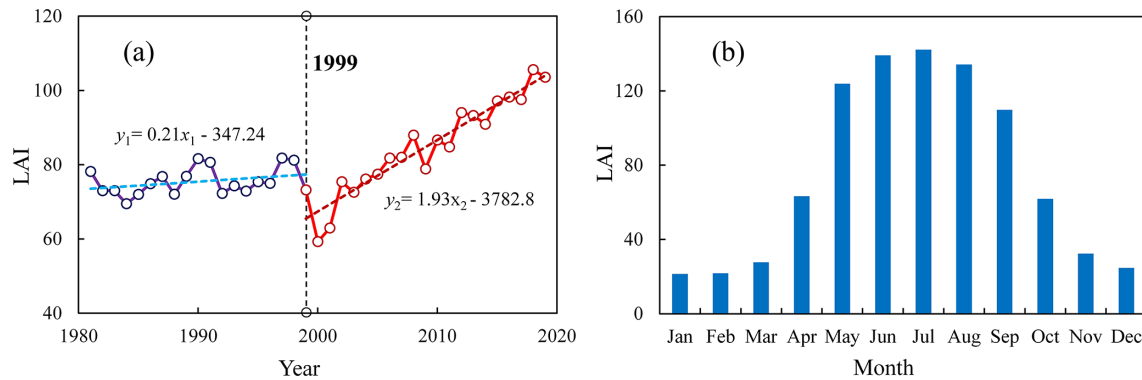 (a)
1999
y₁= 0.21x₁ - 347.24
y₂= 1.93x₂ - 3782.8
LAI
120
100
80
60
40
1980 1990 2000 2010 2020
Year
(b)
LAI
160
120
80
40
0
Jan Feb Mar Apr May Jun Jul Aug Sep Oct Nov Dec
Month